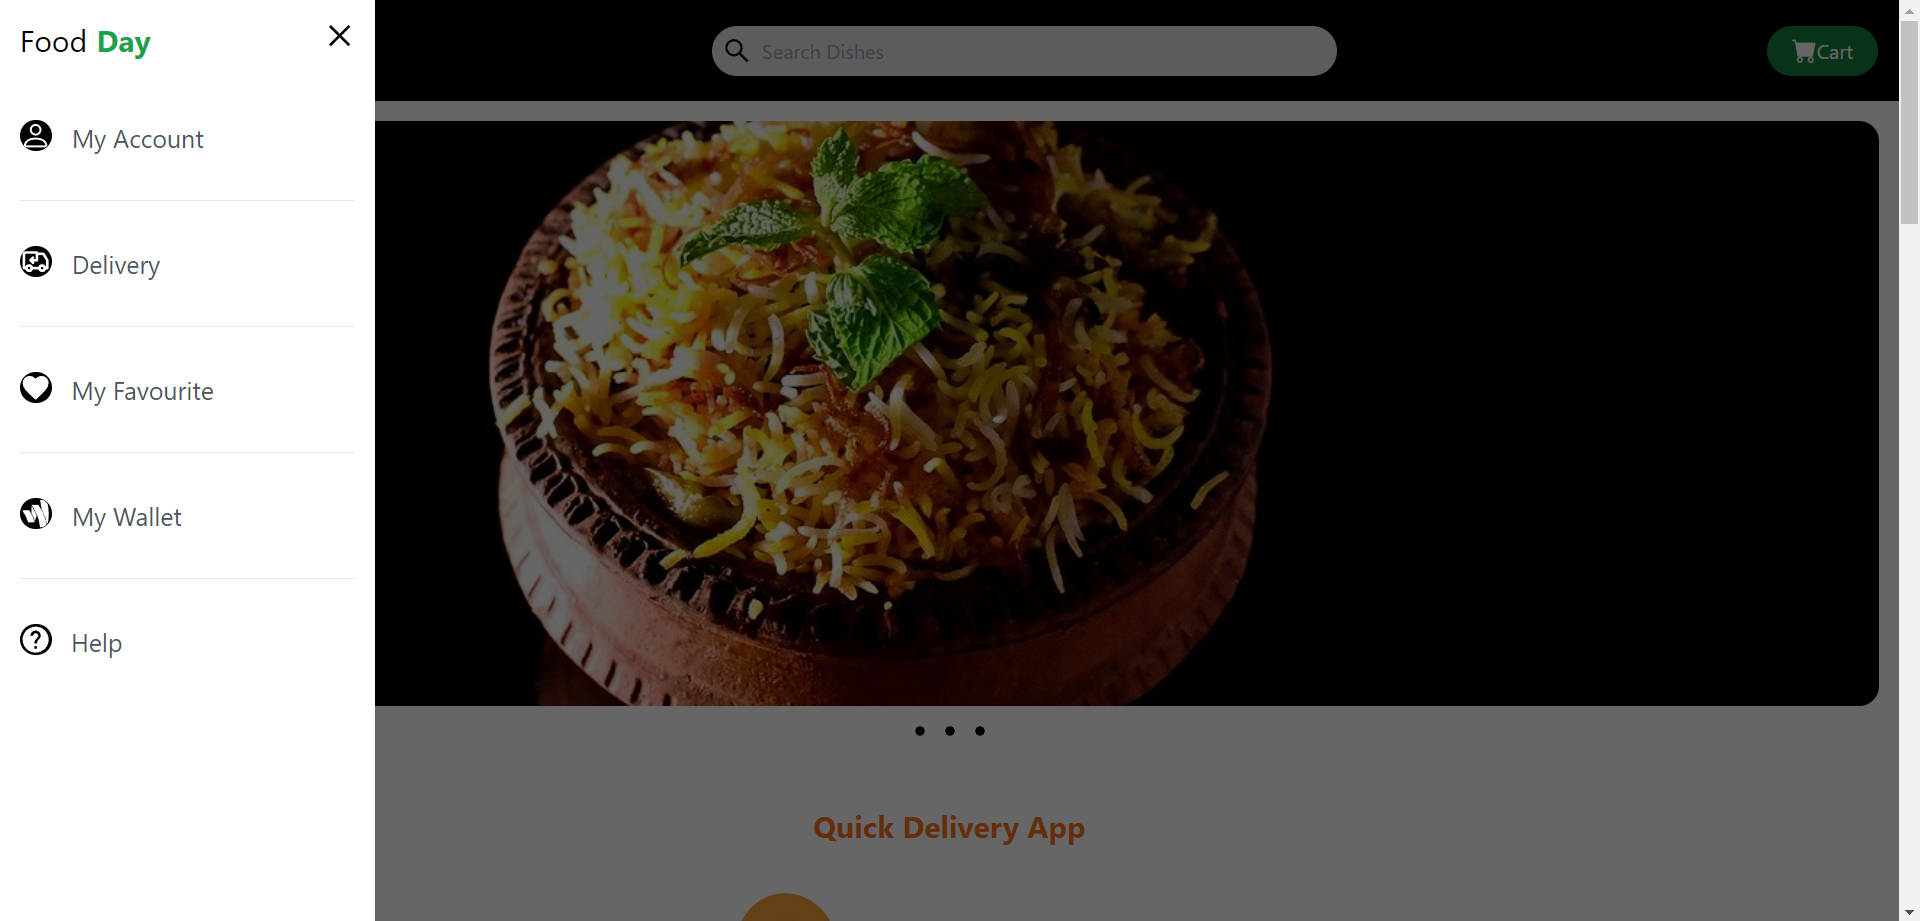 Food Day
My Account
Delivery
My Favourite
My Wallet
Help
Search Dishes
Cart
Quick Delivery App